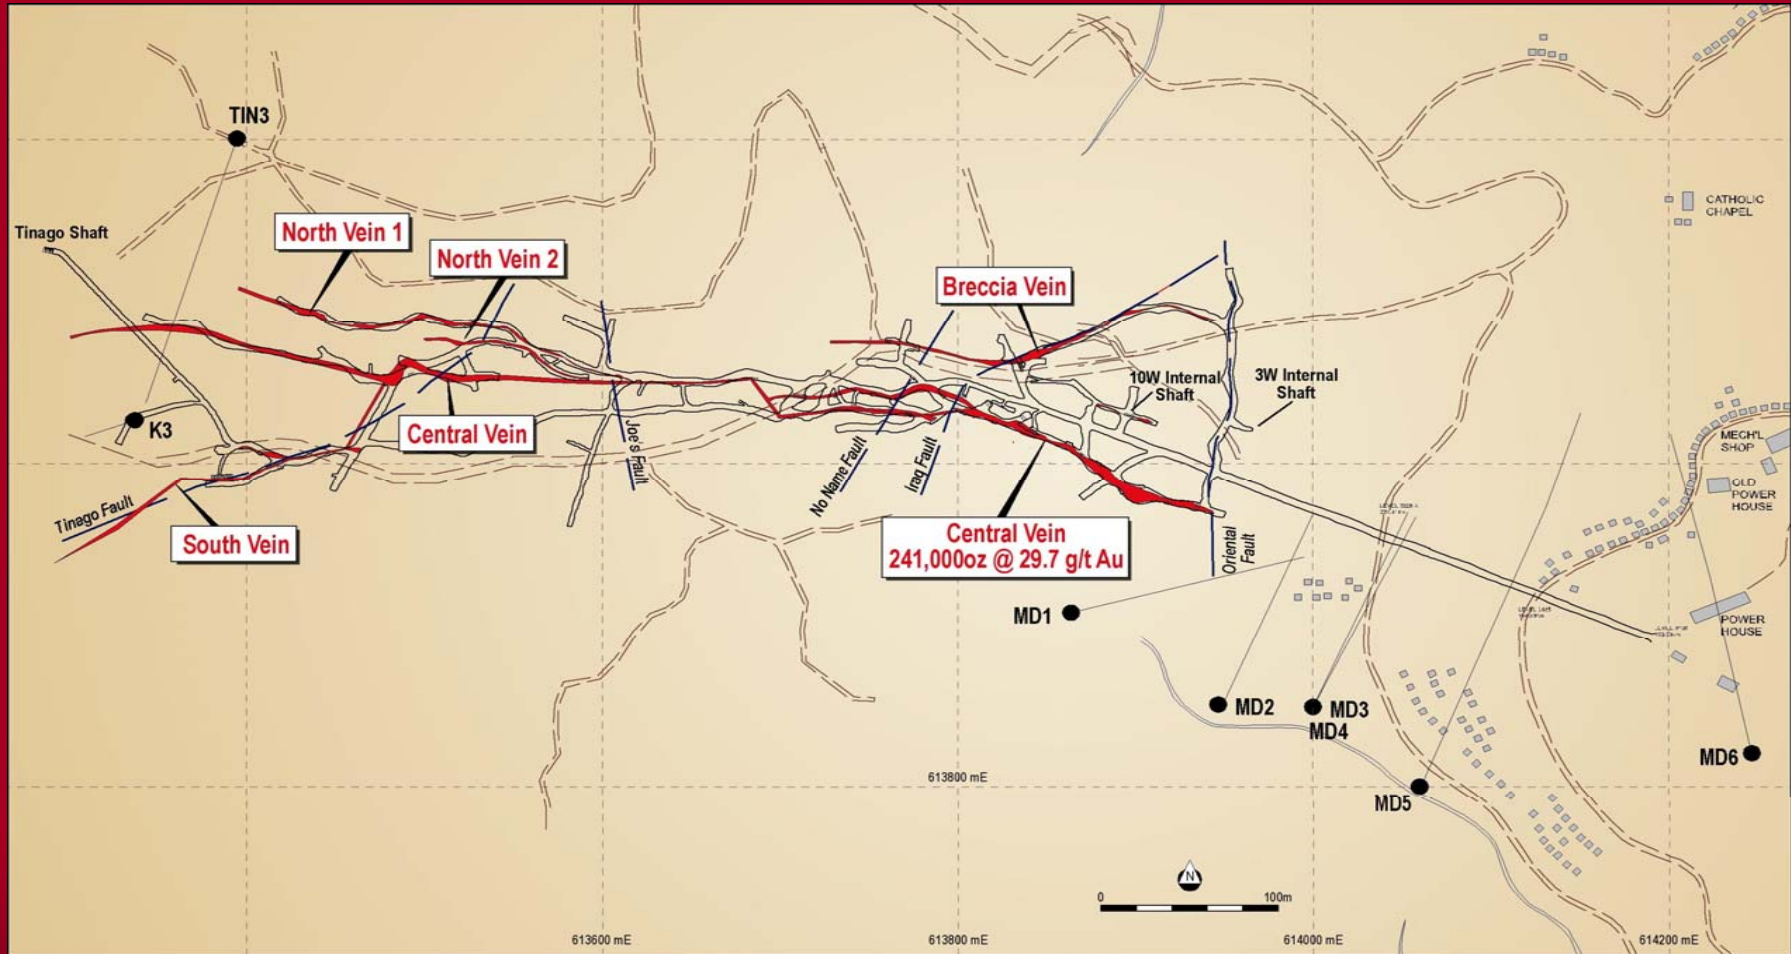 TIN3
Tinago Shaft
North Vein 1
North Vein 2
Breccia Vein
CATHOLIC
CHAPEL
10W Internal
Shaft
3W Internal
Shaft
K3
Central Vein
Joe's Fault
No Name Fault
Iraq Fault
MECH'L
SHOP
OLD
POWER
HOUSE
Tinago Fault
South Vein
Central Vein
241,000oz @ 29.7 g/t Au
Oriental
Fault
MD1
POWER
HOUSE
MD2
MD3
MD4
MD6
MD5
613800 mE
N
0
100m
613600 mE
613800 mE
614000 mE
614200 mE